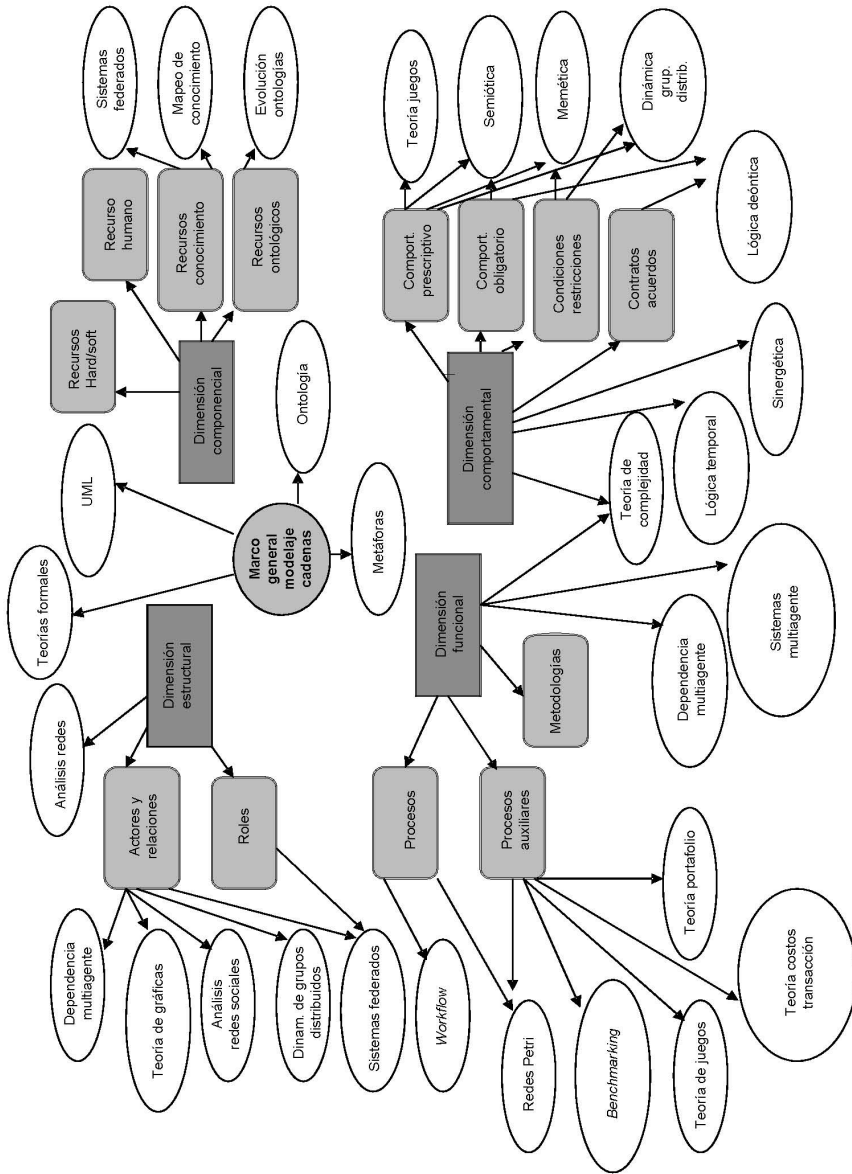 Sistemas
federados
Mapeo de
conocimiento
Evolución
ontologías
Recurso
humano
Recursos
conocimiento
Recursos
ontológicos
Recursos
Hard/soft
Dimensión
componencial
Ontología
UML
Marco
general
modelaje
cadenas
Metáforas
Teorías formales
Dimensión
estructural
Análisis redes
Actores y
relaciones
Roles
Dependencia
multiagente
Teoría de gráficas
Análisis
redes sociales
Dinam. de grupos
distribuidos
Sistemas federados
Teoría juegos
Semiótica
Memética
Dinámica
grup.
distrib.
Lógica deóntica
Comport.
prescriptivo
Comport.
obligatorio
Condiciones
restricciones
Contratos
acuerdos
Dimensión
comportamental
Sinergética
Lógica temporal
Teoría de
complejidad
Dimensión
funcional
Metodologías
Dependencia
multiagente
Sistemas
multiagente
Procesos
Procesos
auxiliares
Workflow
Redes Petri
Benchmarking
Teoría de juegos
Teoría costos
transacción
Teoría portafolio